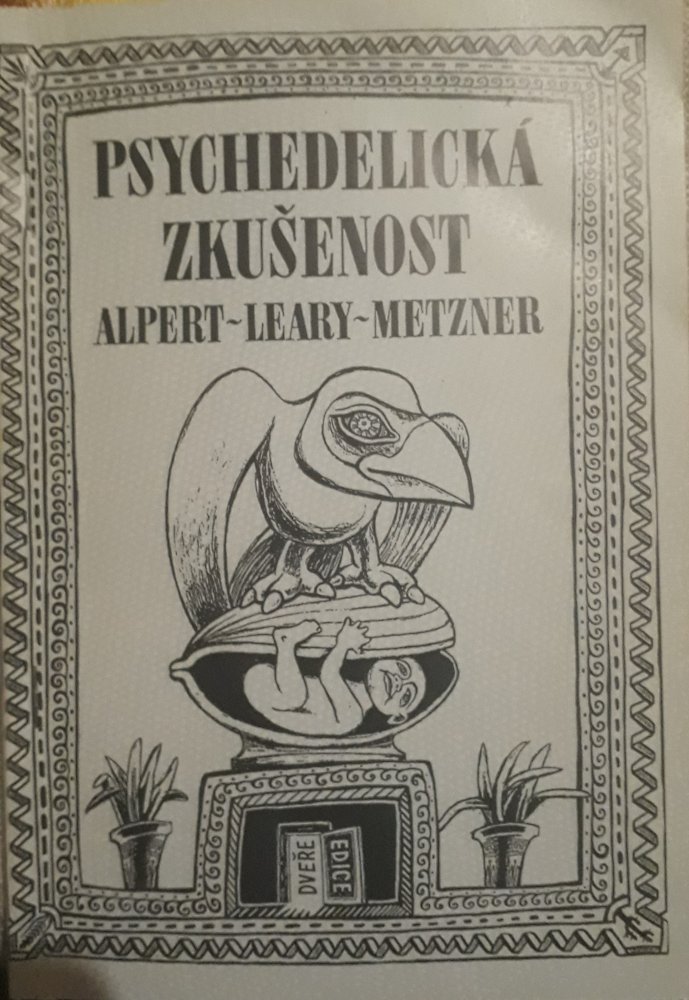 PSYCHEDELICKÁ
ZKUŠENOST
ALPERT~LEARY~METZNER
DVEŘE
EDICE